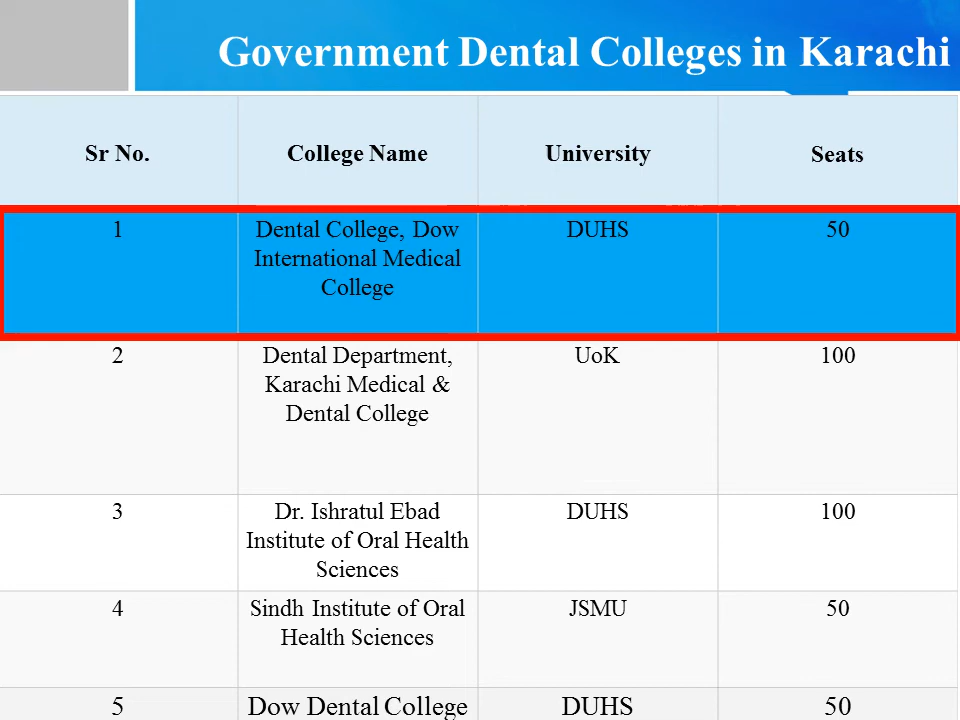 Government Dental Colleges in Karachi
Sr No. College Name University Seats
1 Dental College, Dow International Medical College DUHS 50
2 Dental Department, Karachi Medical & Dental College UoK 100
3 Dr. Ishratul Ebad Institute of Oral Health Sciences DUHS 100
4 Sindh Institute of Oral Health Sciences JSMU 50
5 Dow Dental College DUHS 50